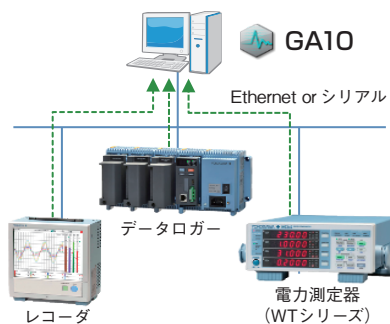 GA10
Ethernet or シリアル
データロガー
レコーダ
電力測定器
（WTシリーズ）